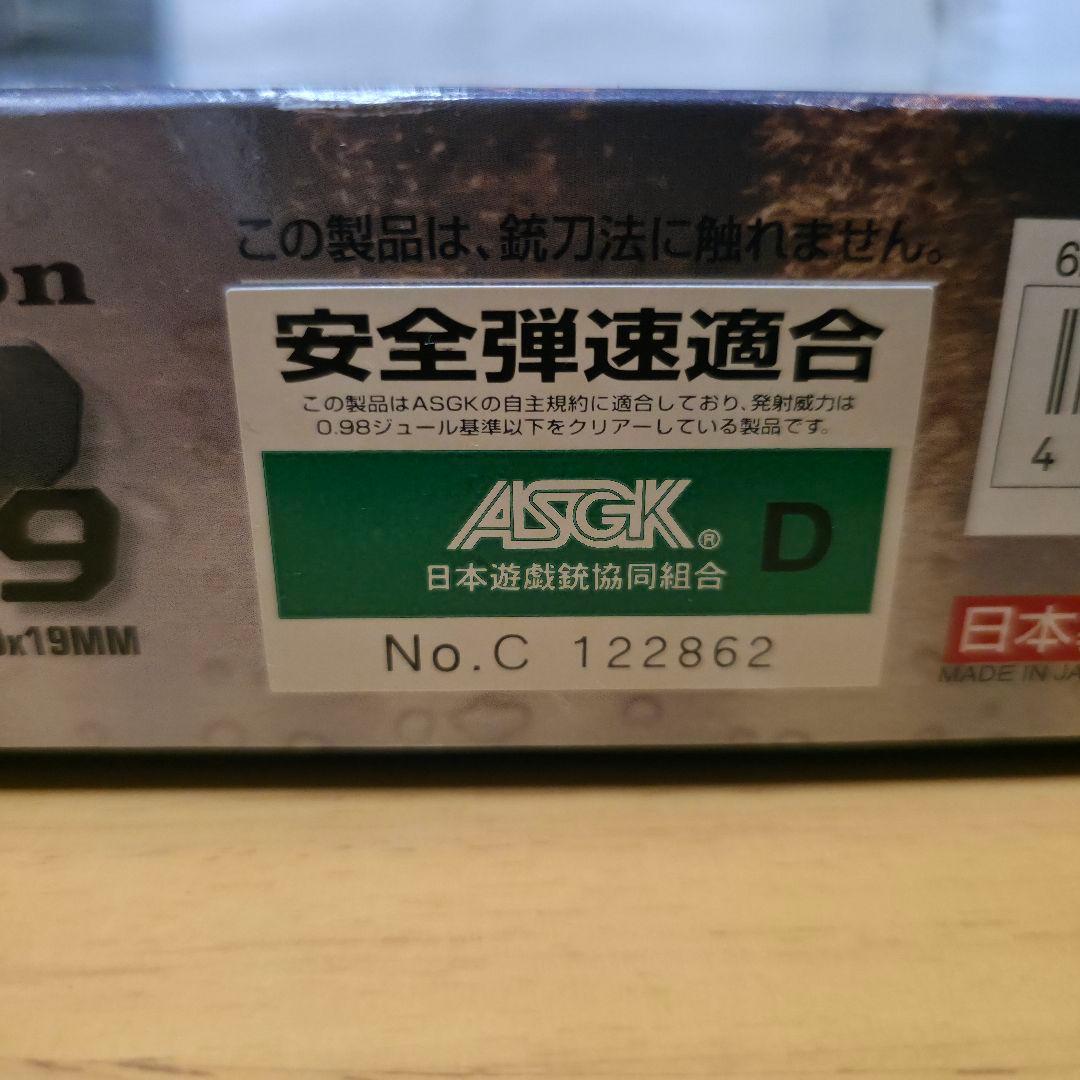 この製品は、銃刀法に触れません。
on
安全弾速適合
この製品はASGKの自主規約に適合しており、発射威力は
0.98ジュール基準以下をクリアーしている製品です。
ASGK®
D
日本遊戯銃協同組合
No.C 122862
9
x19MM
6
4
日本
MADE IN JA